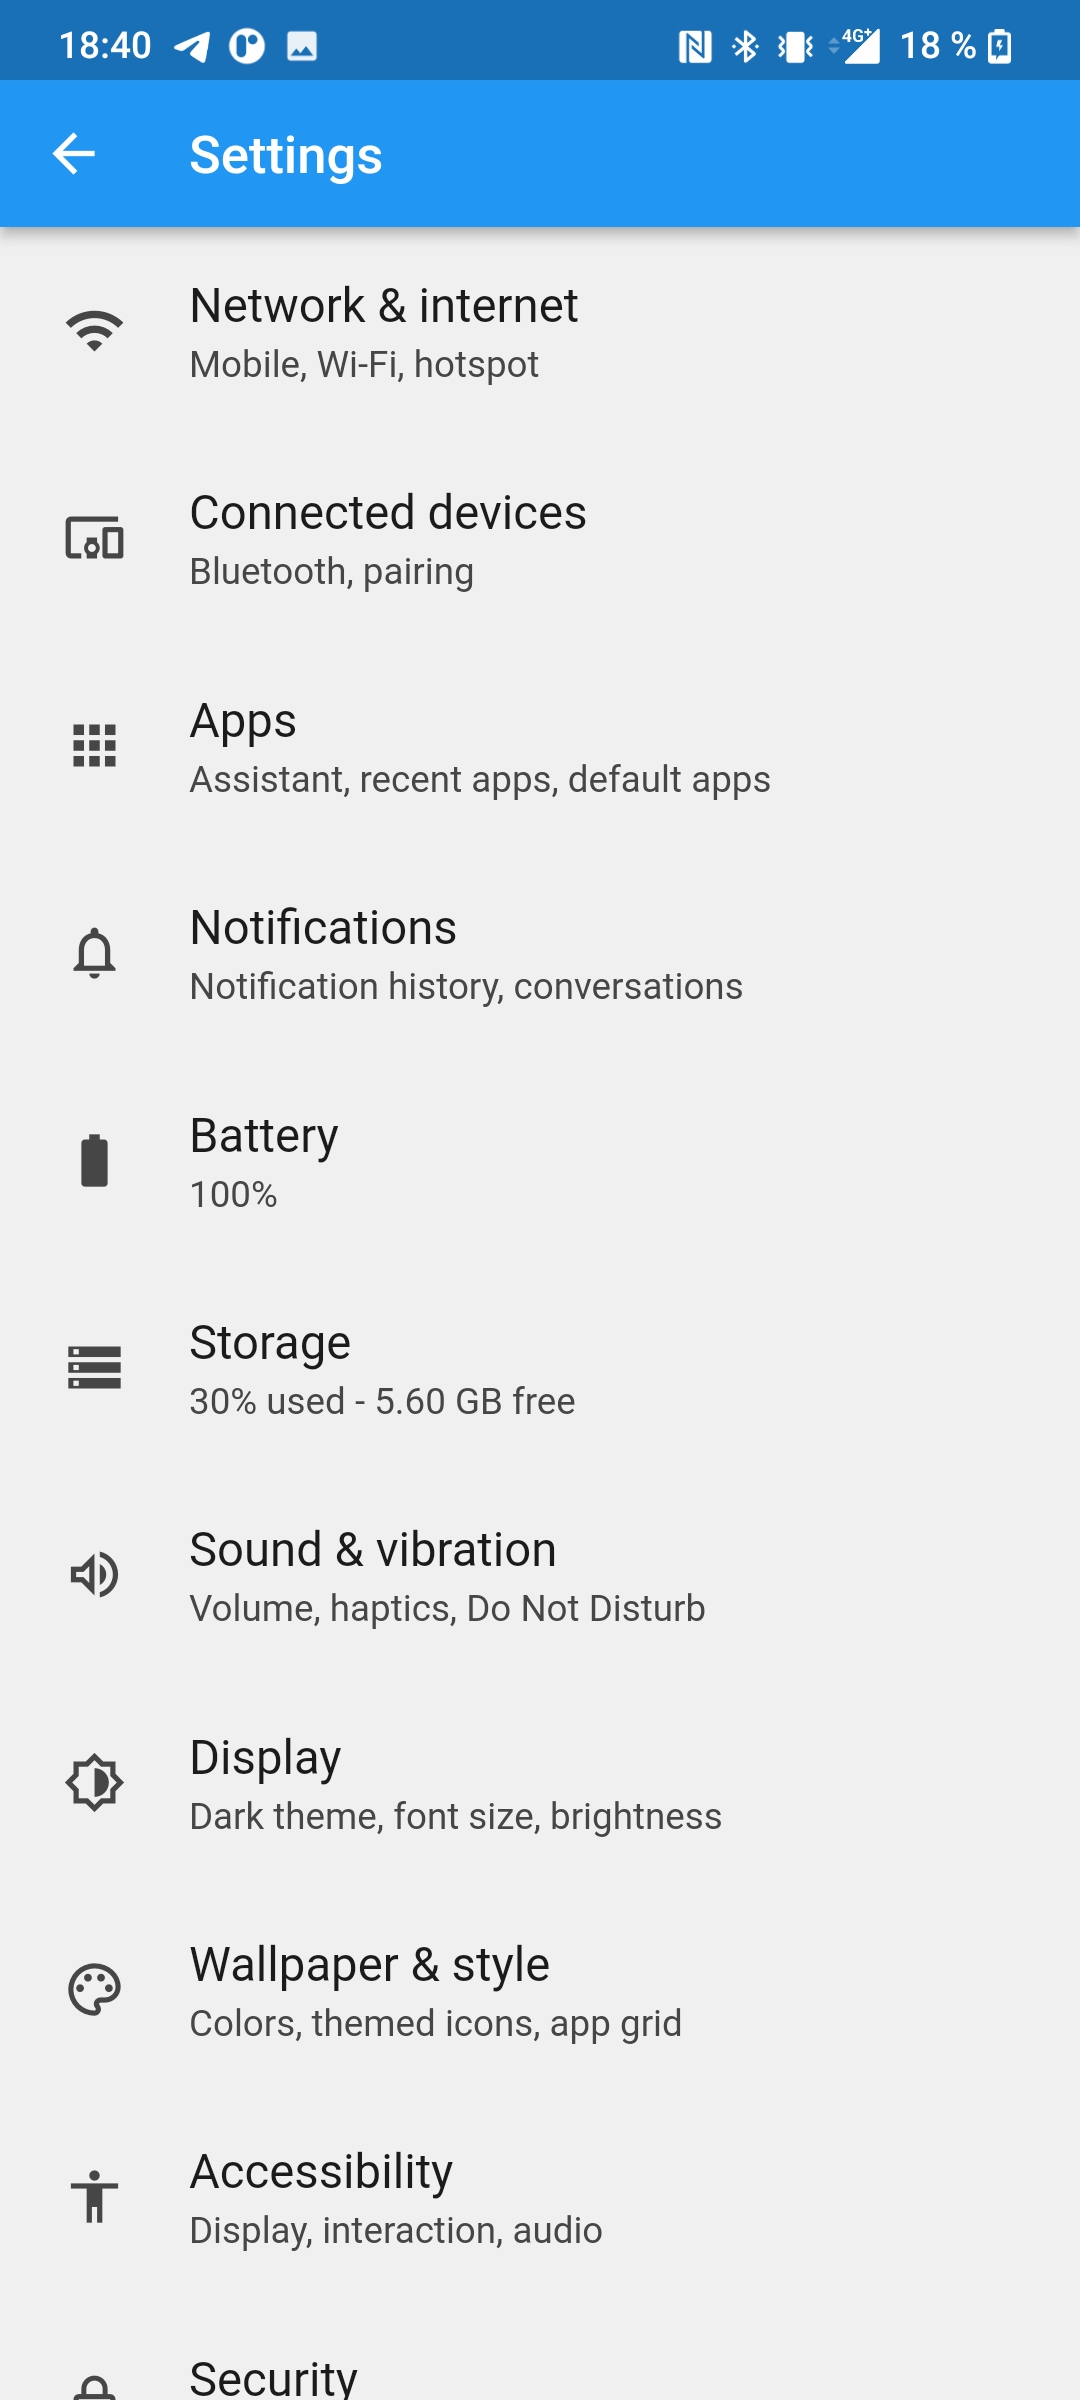 18:40 4G+ 18 %
Settings
Network & internet
Mobile, Wi-Fi, hotspot
Connected devices
Bluetooth, pairing
Apps
Assistant, recent apps, default apps
Notifications
Notification history, conversations
Battery
100%
Storage
30% used - 5.60 GB free
Sound & vibration
Volume, haptics, Do Not Disturb
Display
Dark theme, font size, brightness
Wallpaper & style
Colors, themed icons, app grid
Accessibility
Display, interaction, audio
Security